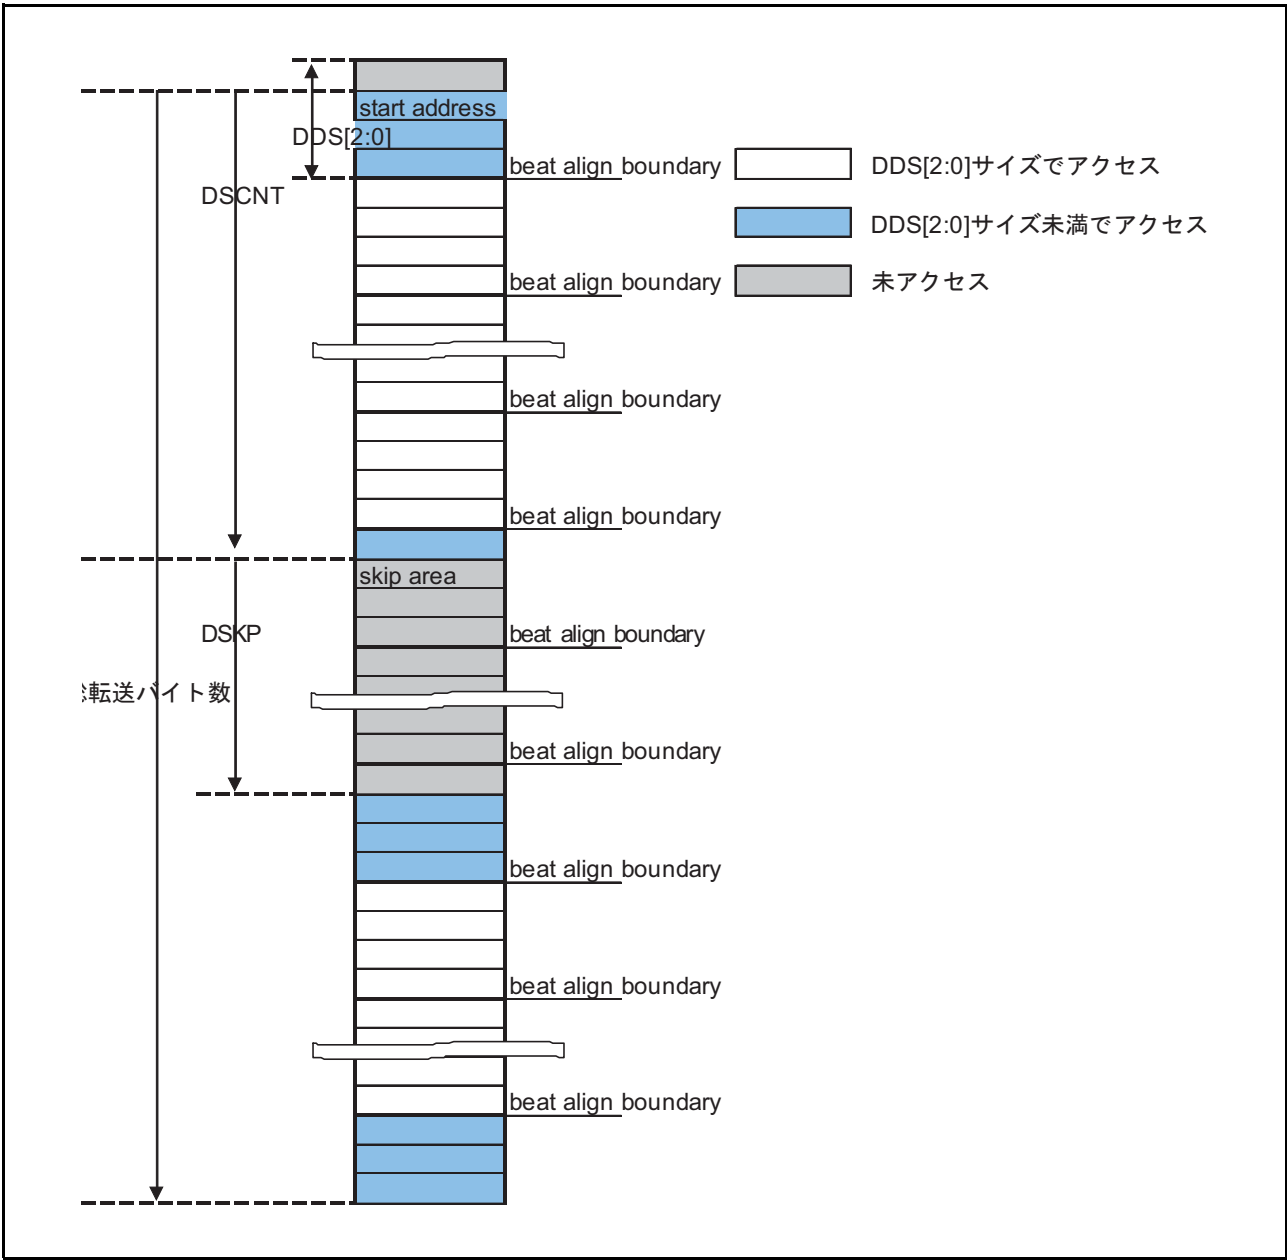 start address
DDS[2:0]
beat align boundary
DDS[2:0]サイズでアクセス
DSCNT
DDS[2:0]サイズ未満でアクセス
beat align boundary
未アクセス
beat align boundary
beat align boundary
skip area
DSKP
beat align boundary
転送バイト数
beat align boundary
beat align boundary
beat align boundary
beat align boundary